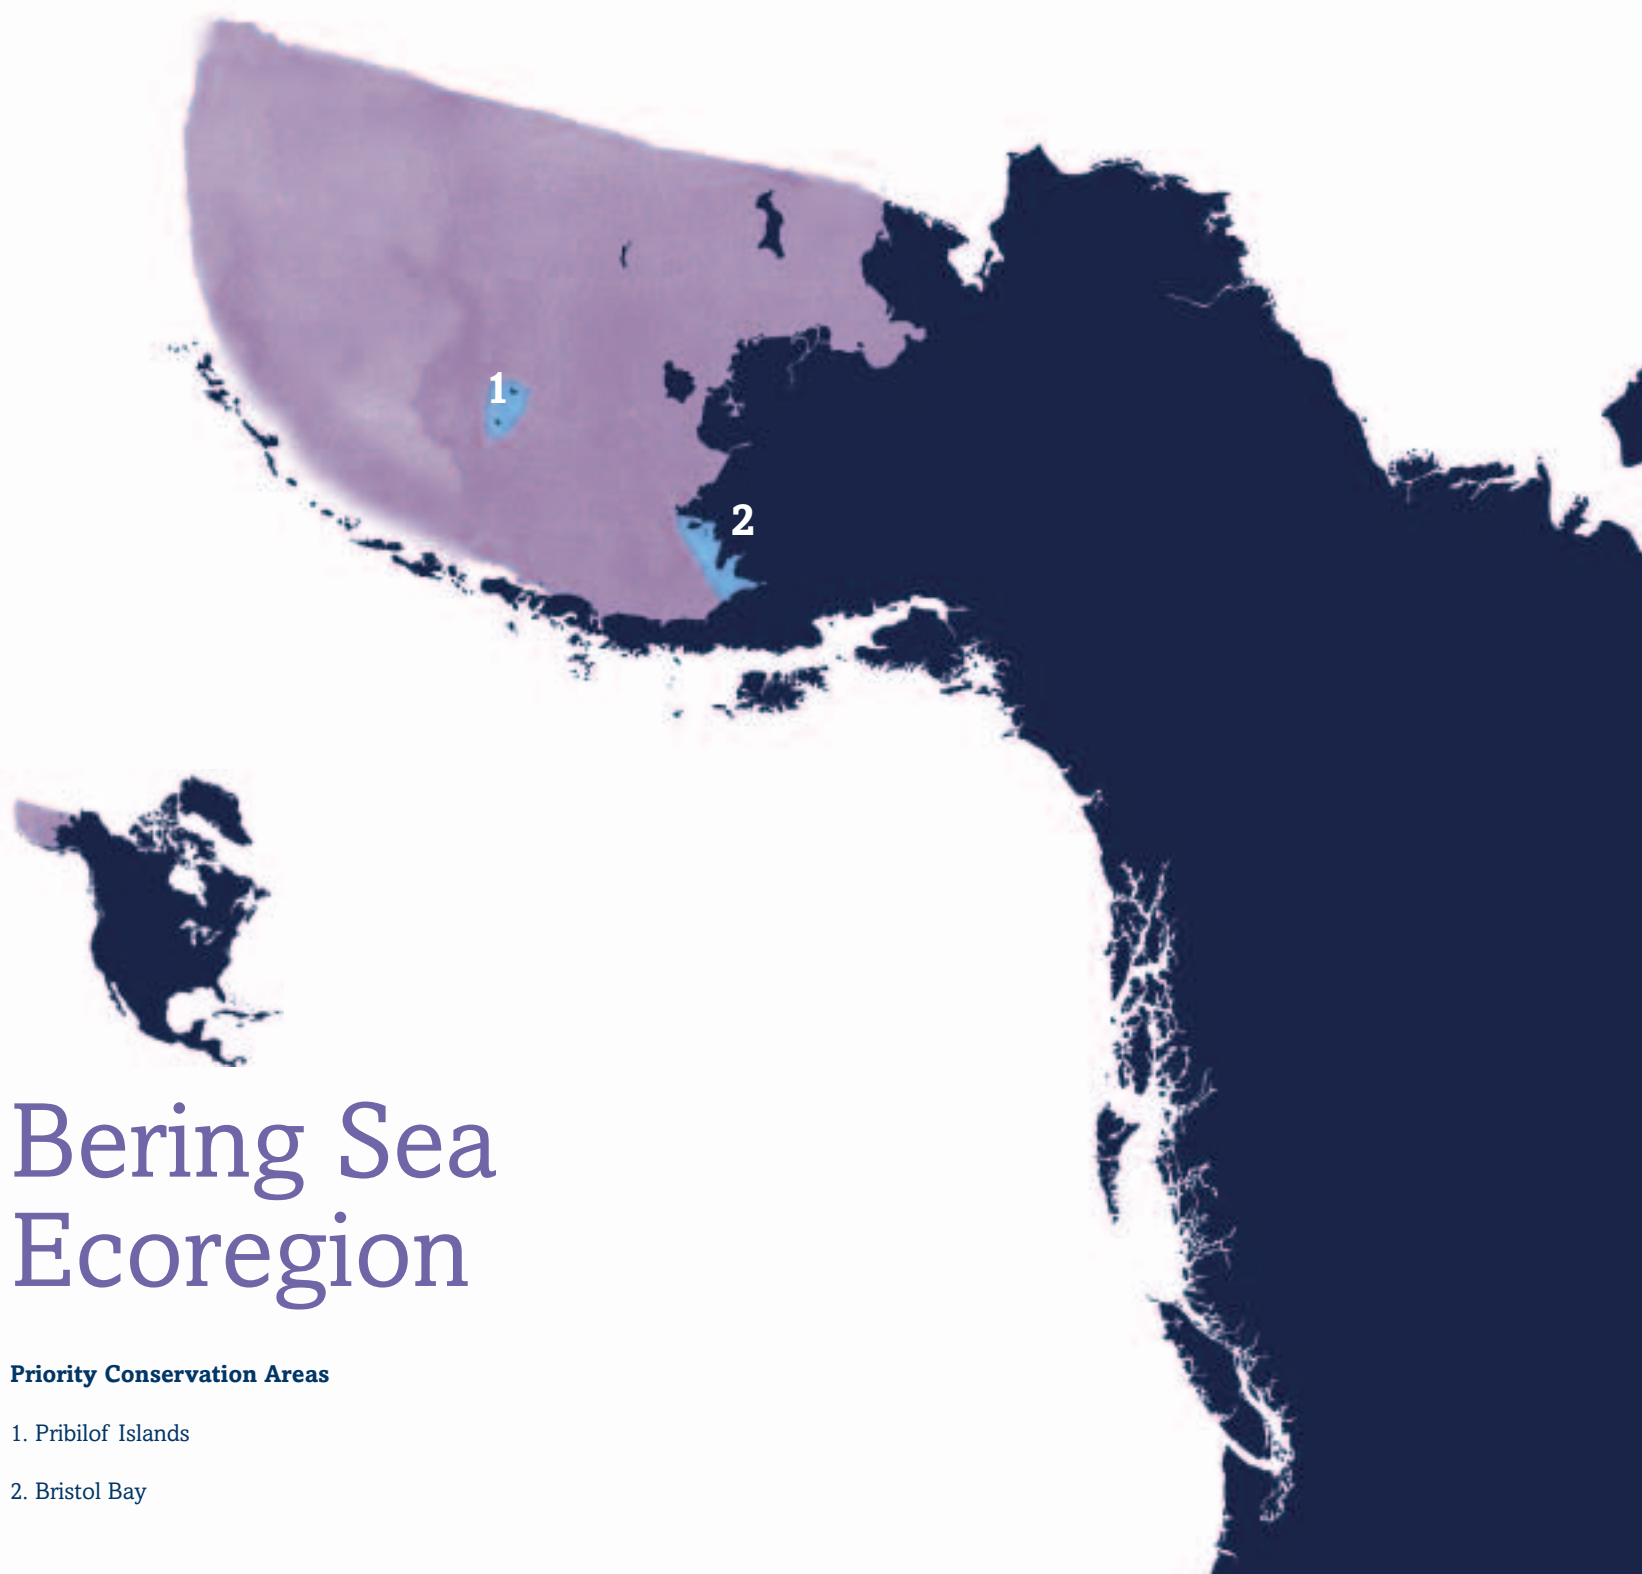 1
2
Bering Sea
Ecoregion
Priority Conservation Areas
1. Pribilof Islands
2. Bristol Bay